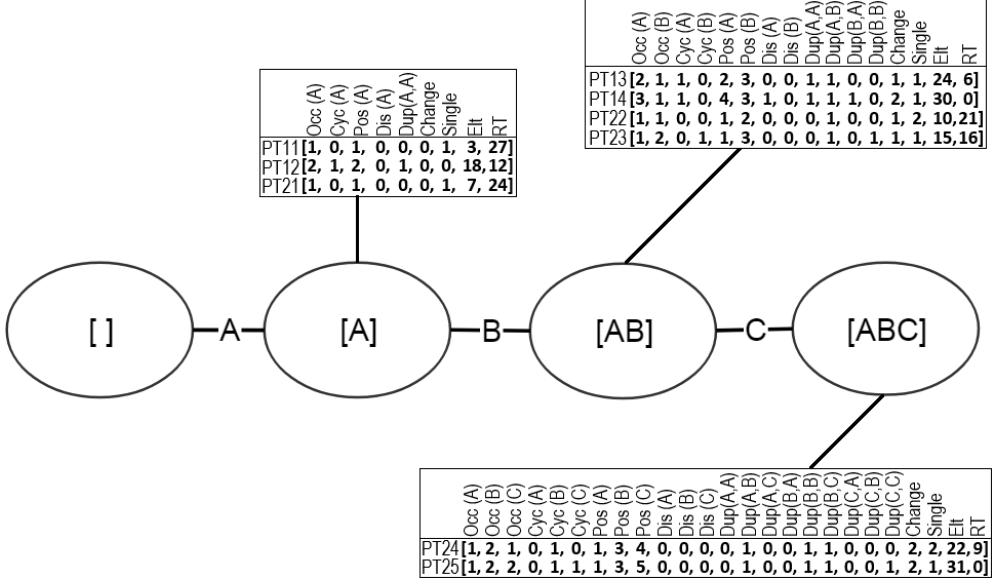 Occ (A) Occ (B) Cyc (A) Cyc (B) Pos (A) Pos (B) Dis (A) Dis (B) Dup(A,A) Dup(A,B) Dup(B,A) Dup(B,B) Change Single Elt RT
PT13[2, 1, 1, 0, 2, 3, 0, 0, 1, 1, 0, 0, 1, 1, 24, 6]
PT14[3, 1, 1, 0, 4, 3, 1, 0, 1, 1, 1, 0, 2, 1, 30, 0]
PT22[1, 1, 0, 0, 1, 2, 0, 0, 0, 1, 0, 0, 1, 2, 10,21]
PT23[1, 2, 0, 1, 1, 3, 0, 0, 0, 1, 0, 1, 1, 1, 15,16]
Occ (A) Cyc (A) Pos (A) Dis (A) Dup(A,A) Change Single Elt RT
PT11[1, 0, 1, 0, 0, 0, 1, 3, 27]
PT12[2, 1, 2, 0, 1, 0, 0, 18,12]
PT21[1, 0, 1, 0, 0, 0, 1, 7, 24]
[ ] A [A] B [AB] C [ABC]
Occ (A) Occ (B) Occ (C) Cyc (A) Cyc (B) Cyc (C) Pos (A) Pos (B) Pos (C) Dis (A) Dis (B) Dis (C) Dup(A,A) Dup(A,B) Dup(A,C) Dup(B,A) Dup(B,B) Dup(B,C) Dup(C,A) Dup(C,B) Dup(C,C) Change Single Elt RT
PT24[1, 2, 1, 0, 1, 0, 1, 3, 4, 0, 0, 0, 0, 1, 0, 0, 1, 1, 0, 0, 0, 2, 2, 22,9]
PT25[1, 2, 2, 0, 1, 1, 1, 3, 5, 0, 0, 0, 0, 1, 0, 0, 1, 1, 0, 0, 1, 2, 1, 31,0]